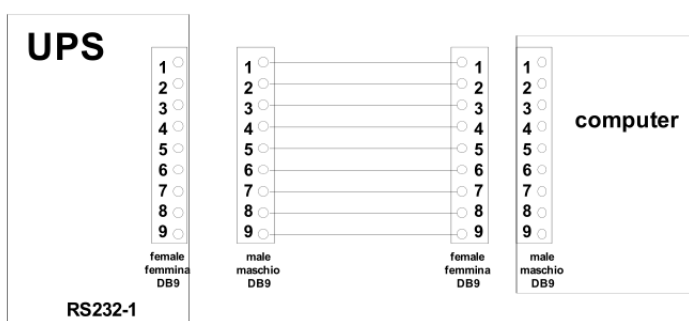 UPS
computer
1 1 1 1
2 2 2 2
3 3 3 3
4 4 4 4
5 5 5 5
6 6 6 6
7 7 7 7
8 8 8 8
9 9 9 9
female male female male
femmina maschio femmina maschio
DB9 DB9 DB9 DB9
RS232-1